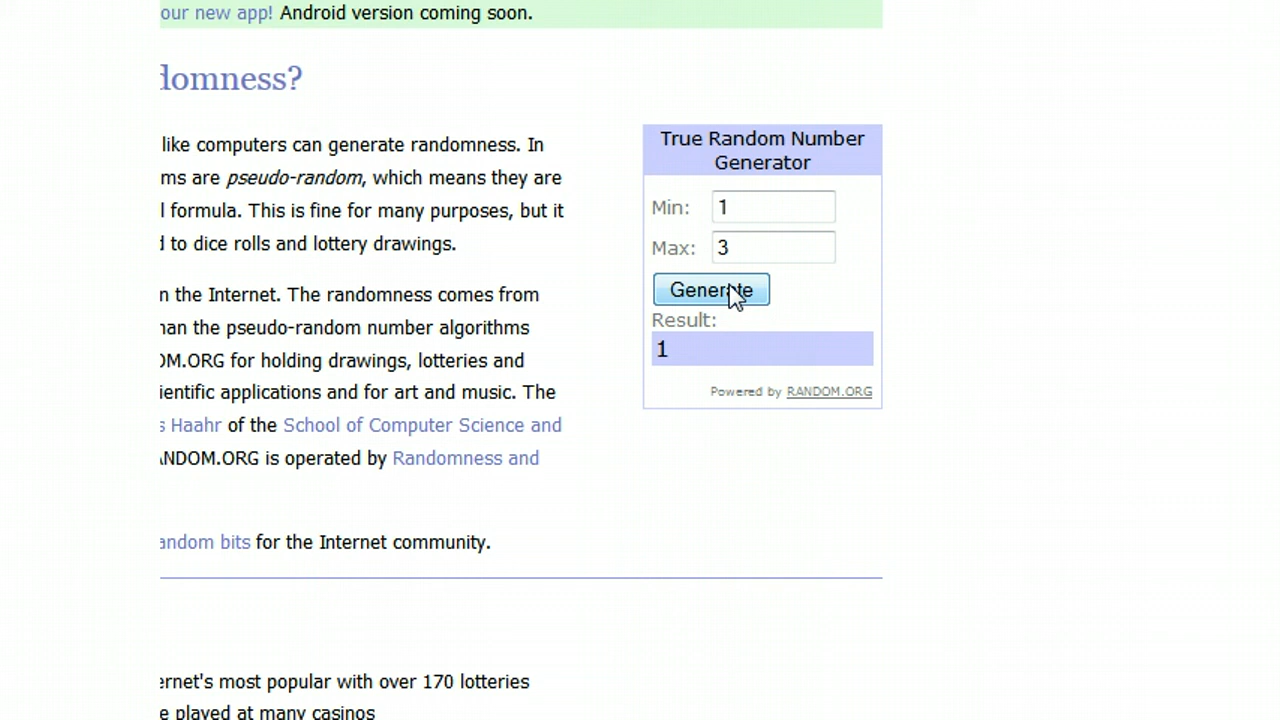 our new app! Android version coming soon.
domness?
like computers can generate randomness. In
ms are pseudo-random, which means they are
l formula. This is fine for many purposes, but it
d to dice rolls and lottery drawings.
n the Internet. The randomness comes from
han the pseudo-random number algorithms
OM.ORG for holding drawings, lotteries and
ientific applications and for art and music. The
s Haahr of the School of Computer Science and
ANDOM.ORG is operated by Randomness and
andom bits for the Internet community.
True Random Number
Generator
Min: 1
Max: 3
Generate
Result:
1
Powered by RANDOM.ORG
ernet's most popular with over 170 lotteries
e played at many casinos